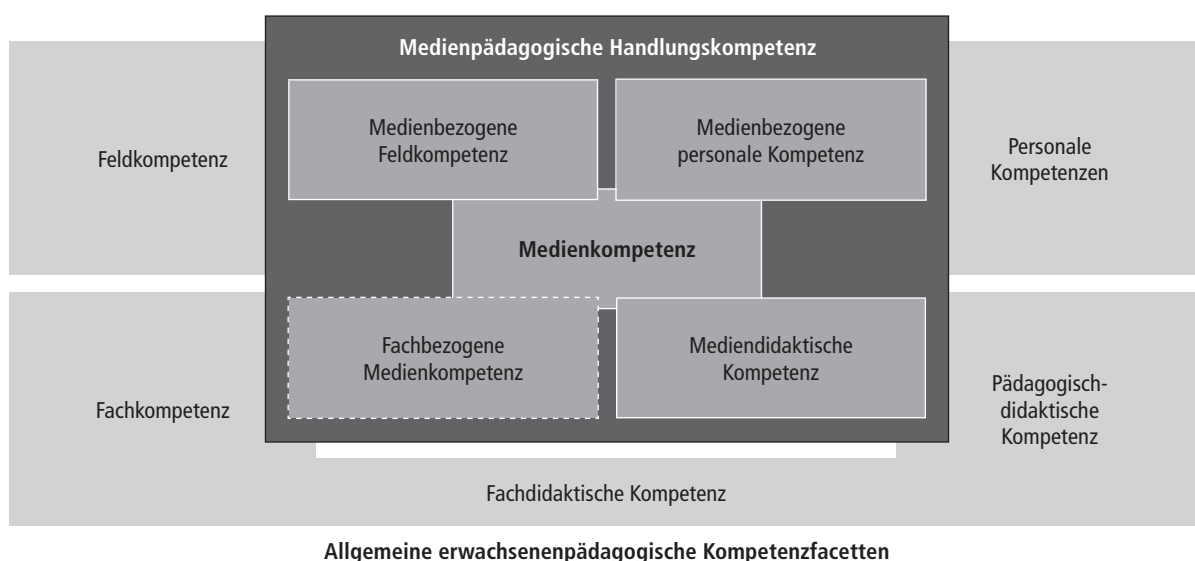 Medienpädagogische Handlungskompetenz
Medienbezogene
Feldkompetenz
Medienbezogene
personale Kompetenz
Feldkompetenz
Personale
Kompetenzen
Medienkompetenz
Fachbezogene
Medienkompetenz
Mediendidaktische
Kompetenz
Fachkompetenz
Pädagogisch-
didaktische
Kompetenz
Fachdidaktische Kompetenz
Allgemeine erwachsenenpädagogische Kompetenzfacetten